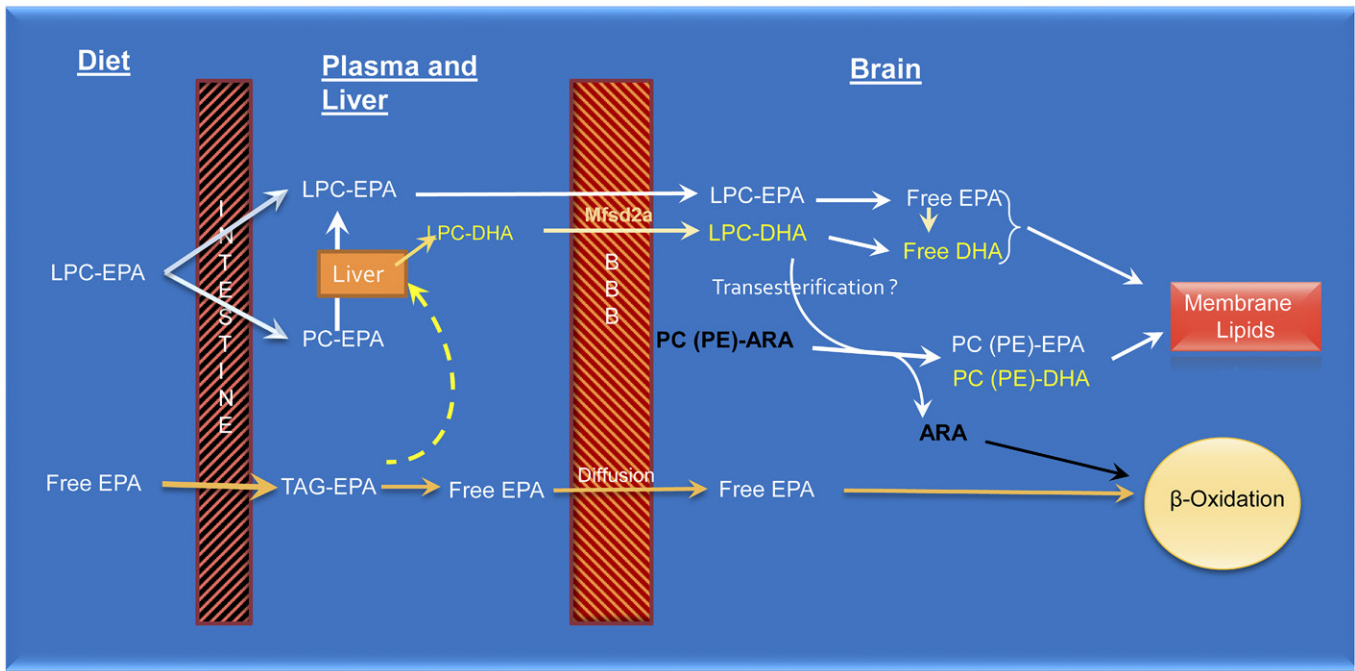 Diet
Plasma and
Liver
Brain
INTESTINE
LPC-EPA
LPC-EPA
LPC-DHA
Liver
PC-EPA
Mfsd2a
BBB
LPC-EPA
LPC-DHA
Free EPA
Free DHA
Transesterification ?
PC (PE)-ARA
PC (PE)-EPA
PC (PE)-DHA
Membrane
Lipids
ARA
Free EPA
TAG-EPA
Free EPA
Diffusion
Free EPA
β-Oxidation